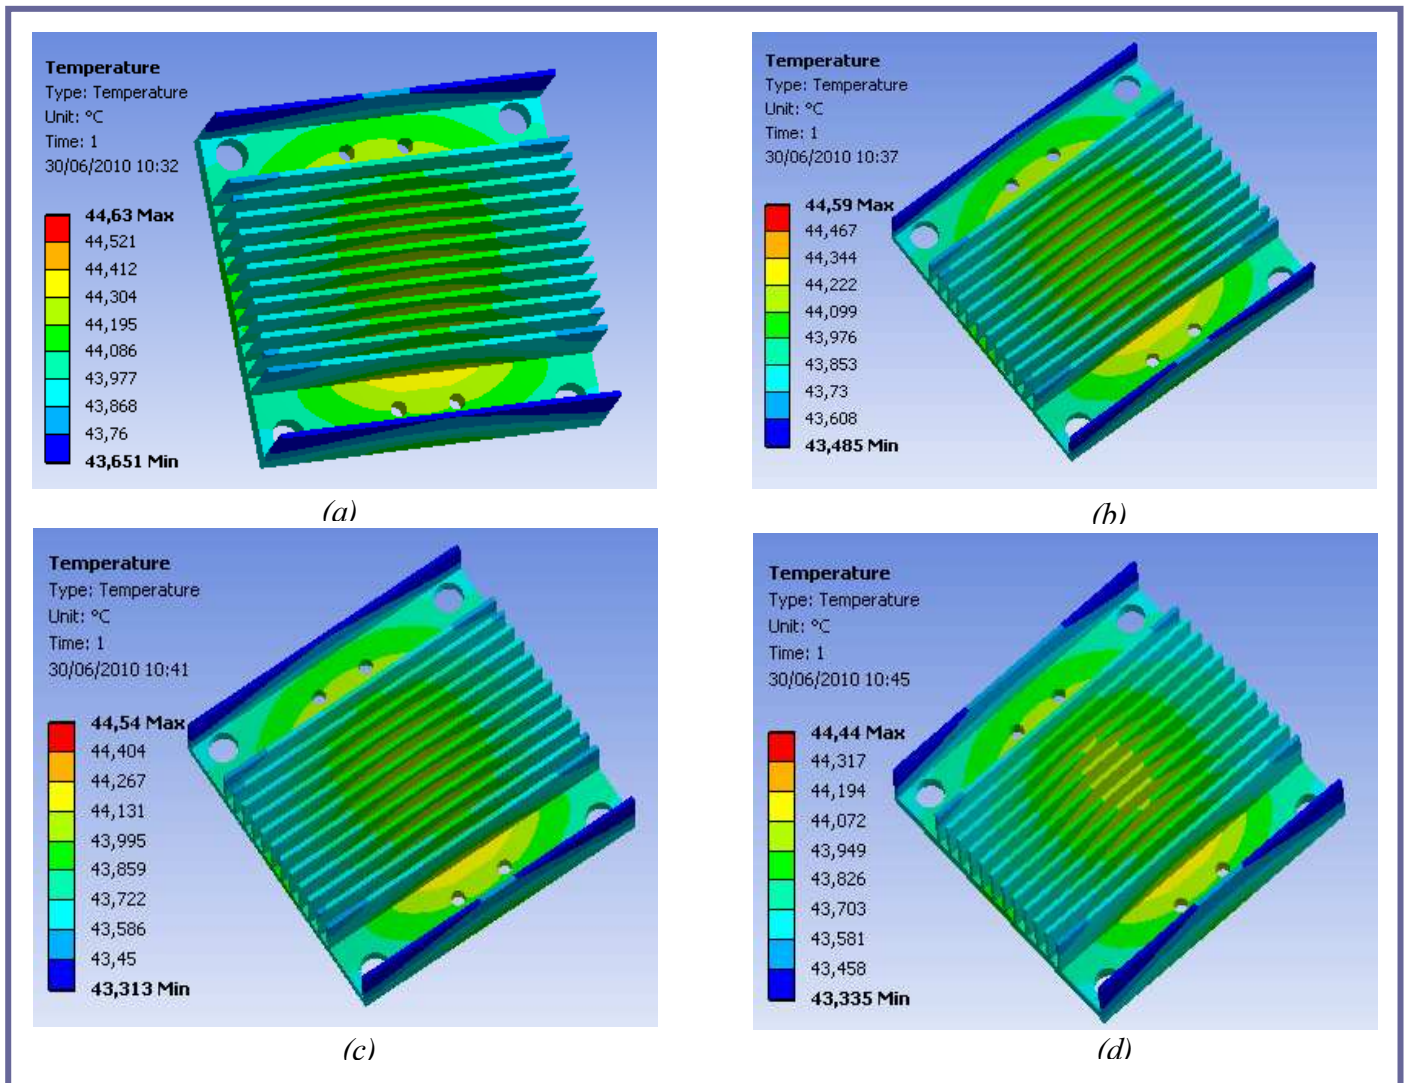 Temperature
Type: Temperature
Unit: °C
Time: 1
30/06/2010 10:32
44,63 Max
44,521
44,412
44,304
44,195
44,086
43,977
43,868
43,76
43,651 Min
(a)
Temperature
Type: Temperature
Unit: °C
Time: 1
30/06/2010 10:37
44,59 Max
44,467
44,344
44,222
44,099
43,976
43,853
43,73
43,608
43,485 Min
(b)
Temperature
Type: Temperature
Unit: °C
Time: 1
30/06/2010 10:41
44,54 Max
44,404
44,267
44,131
43,995
43,859
43,722
43,586
43,45
43,313 Min
(c)
Temperature
Type: Temperature
Unit: °C
Time: 1
30/06/2010 10:45
44,44 Max
44,317
44,194
44,072
43,949
43,826
43,703
43,581
43,458
43,335 Min
(d)